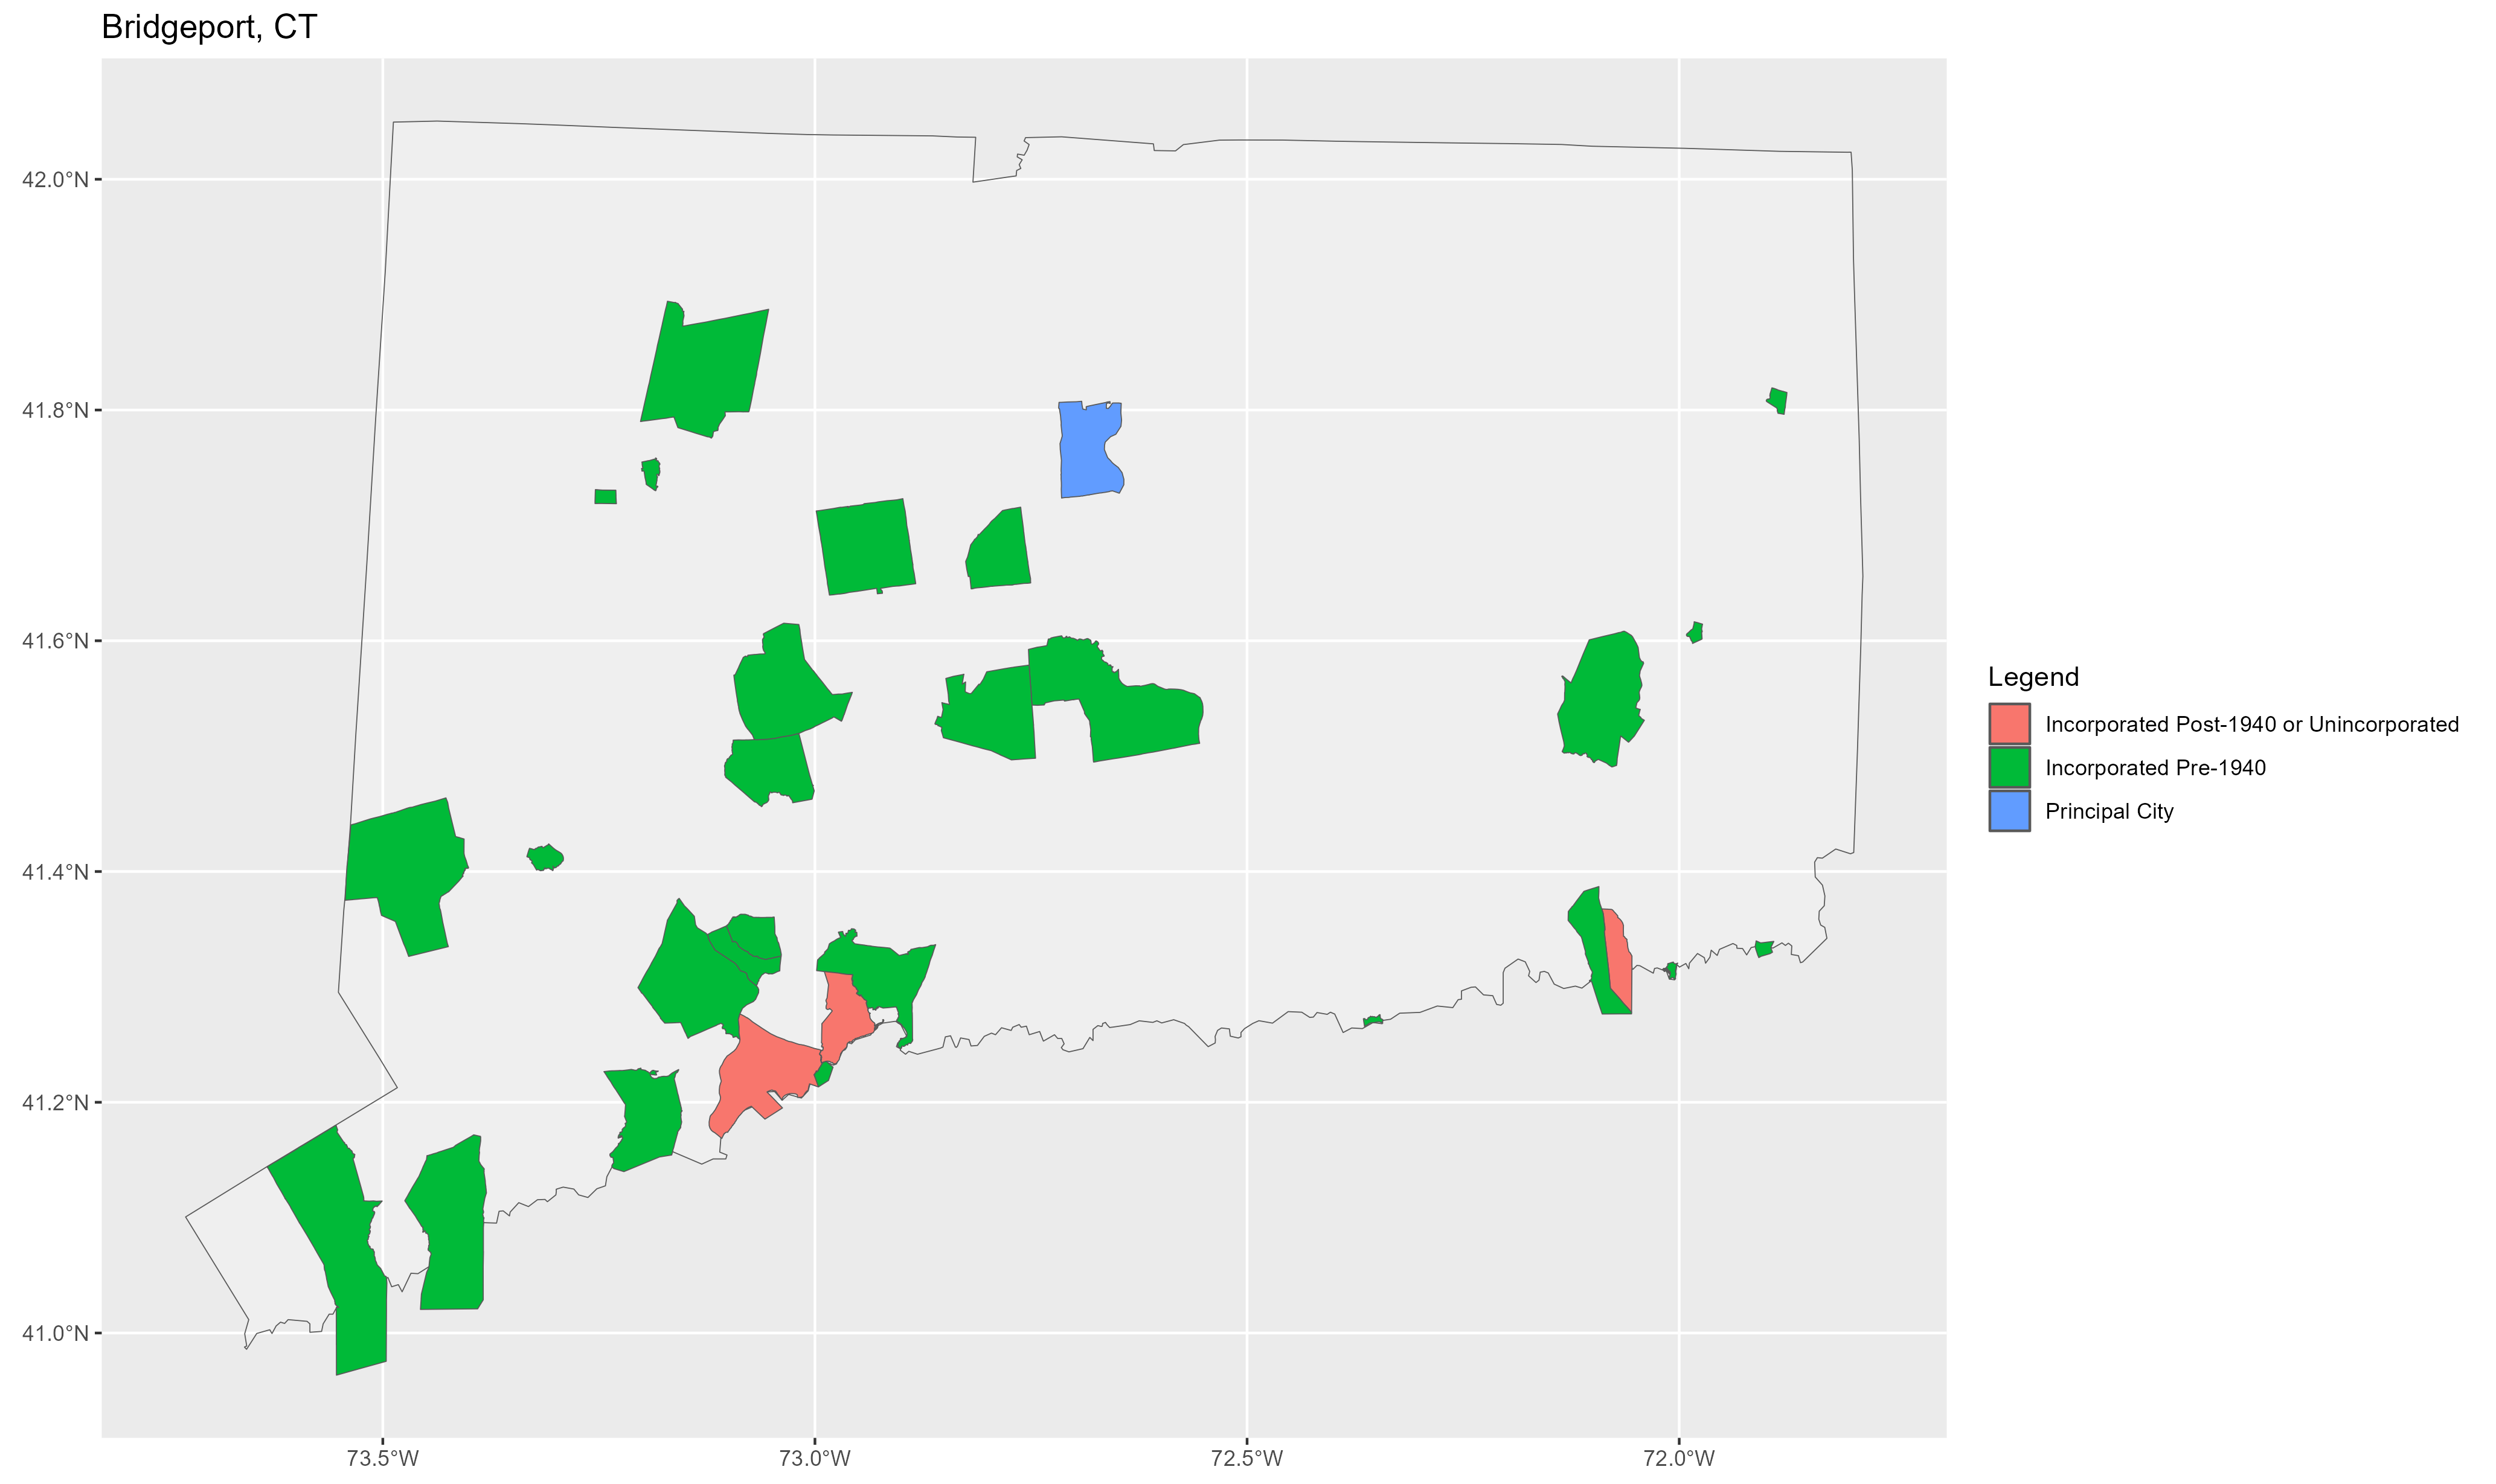 Bridgeport, CT
42.0°N
41.8°N
41.6°N
41.4°N
41.2°N
41.0°N
73.5°W
73.0°W
72.5°W
72.0°W
Legend
Incorporated Post-1940 or Unincorporated
Incorporated Pre-1940
Principal City